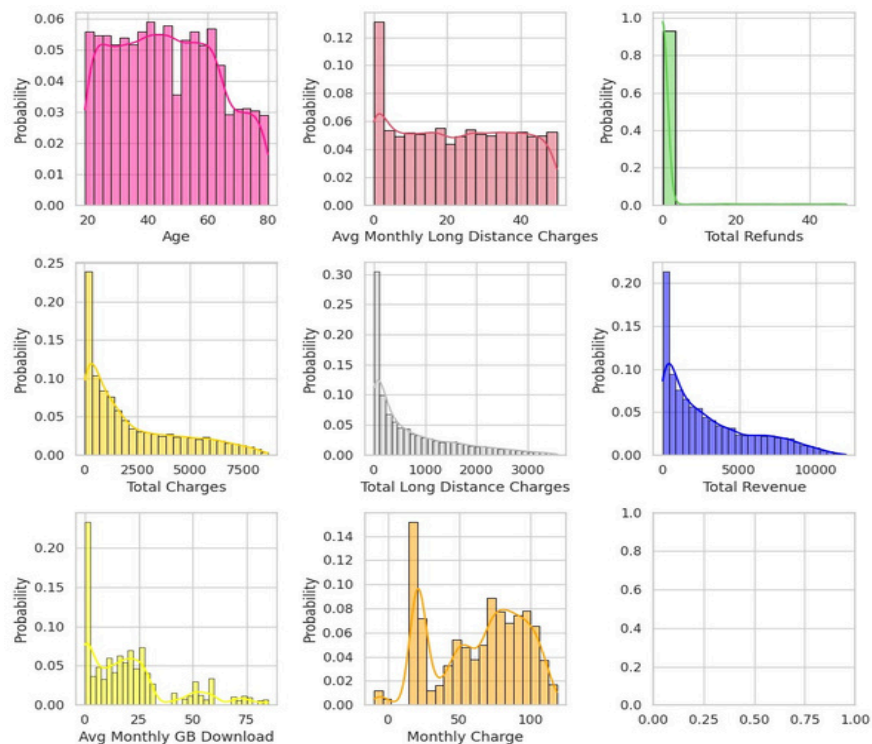 0.06
0.05
0.04
0.03
0.02
0.01
0.00
Probability
20 40 60 80
Age
0.12
0.10
0.08
0.06
0.04
0.02
0.00
Probability
0 20 40
Avg Monthly Long Distance Charges
1.0
0.8
0.6
0.4
0.2
0.0
Probability
0 20 40
Total Refunds
0.25
0.20
0.15
0.10
0.05
0.00
Probability
0 2500 5000 7500
Total Charges
0.30
0.25
0.20
0.15
0.10
0.05
0.00
Probability
0 1000 2000 3000
Total Long Distance Charges
0.20
0.15
0.10
0.05
0.00
Probability
0 5000 10000
Total Revenue
0.20
0.15
0.10
0.05
0.00
Probability
0 25 50 75
Avg Monthly GB Download
0.14
0.12
0.10
0.08
0.06
0.04
0.02
0.00
Probability
0 50 100
Monthly Charge
1.0
0.8
0.6
0.4
0.2
0.0
0.00 0.25 0.50 0.75 1.00